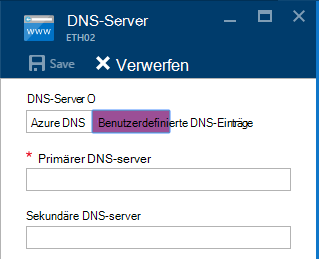 DNS-Server
ETH02
www
Save
Verwerfen
DNS-Server O
Azure DNS Benutzerdefinierte DNS-Einträge
* Primärer DNS-server
Sekundäre DNS-server